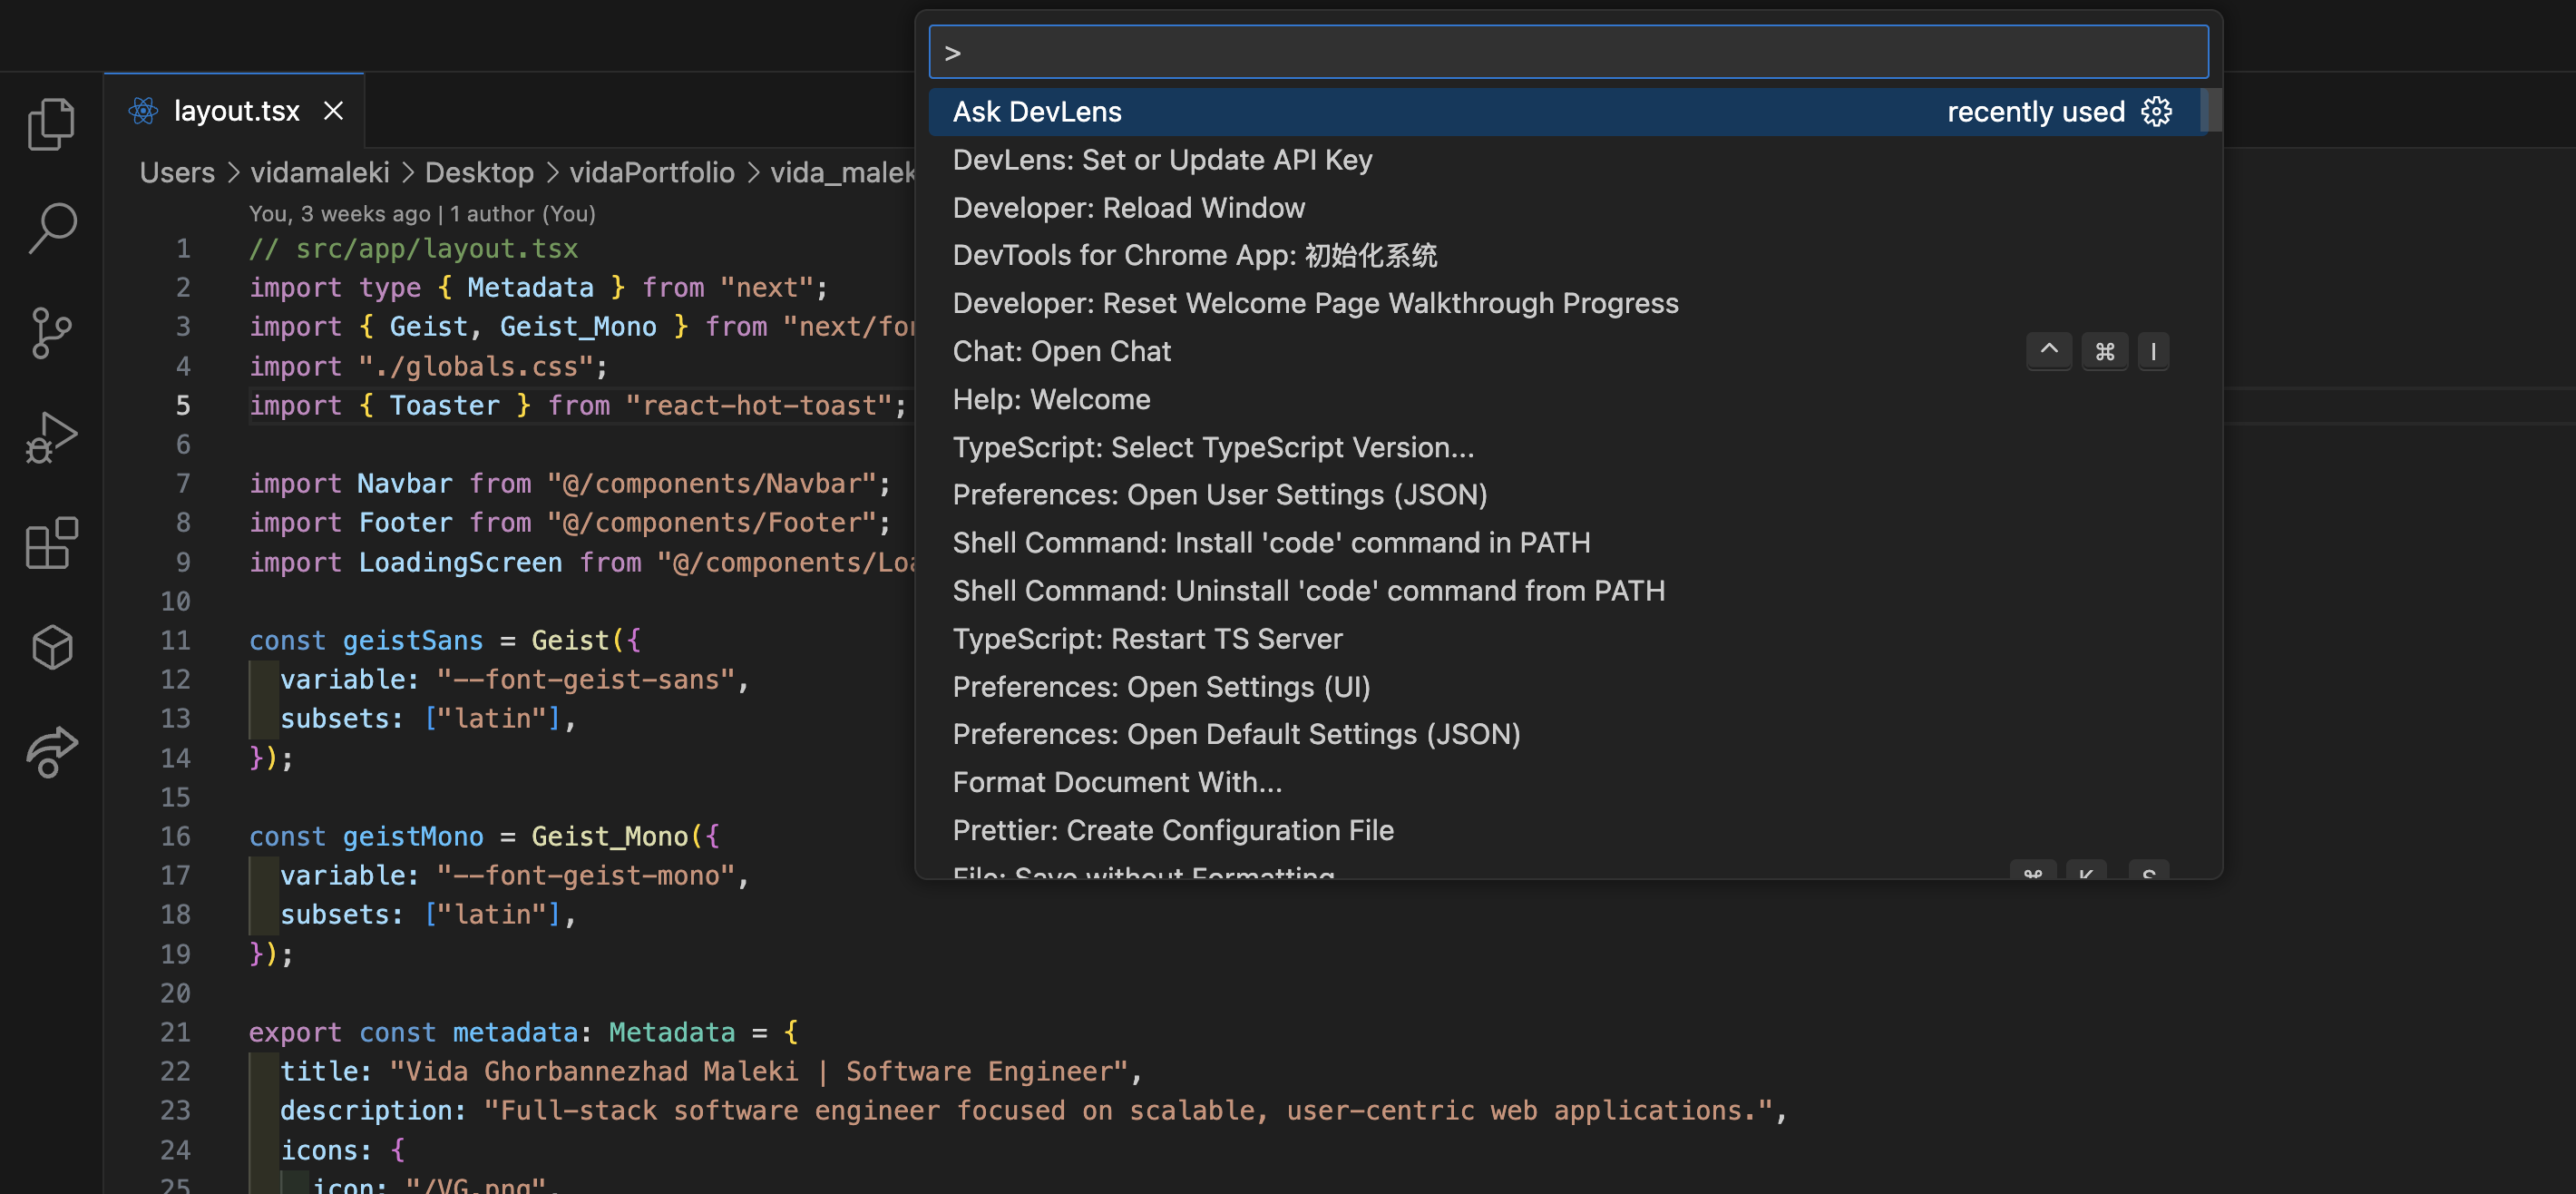 layout.tsx
Users > vidamaleki > Desktop > vidaPortfolio >
You, 3 weeks ago | 1 author (You)
1 // src/app/layout.tsx
2 import type { Metadata } from "next";
3 import { Geist, Geist_Mono } from
4 import "./globals.css";
5 import { Toaster } from "react-hot-toast";
6
7 import Navbar from "@/components/Navbar";
8 import Footer from "@/components/Footer";
9 import LoadingScreen from
10
11 const geistSans = Geist({
12 variable: "--font-geist-sans",
13 subsets: ["latin"],
14 });
15
16 const geistMono = Geist_Mono({
17 variable: "--font-geist-mono",
18 subsets: ["latin"],
19 });
20
21 export const metadata: Metadata = {
22 title: "Vida Ghorbannezhad Maleki | Software Engineer",
23 description: "Full-stack software engineer focused on scalable, user-centric web applications.",
24 icons: {
25 icon: "/VG.png",
>
Ask DevLens recently used
DevLens: Set or Update API Key
Developer: Reload Window
DevTools for Chrome App: 初始化系统
Developer: Reset Welcome Page Walkthrough Progress
Chat: Open Chat ^ ⌘ I
Help: Welcome
TypeScript: Select TypeScript Version...
Preferences: Open User Settings (JSON)
Shell Command: Install 'code' command in PATH
Shell Command: Uninstall 'code' command from PATH
TypeScript: Restart TS Server
Preferences: Open Settings (UI)
Preferences: Open Default Settings (JSON)
Format Document With...
Prettier: Create Configuration File
File: Save without Formatting ⌘ K S